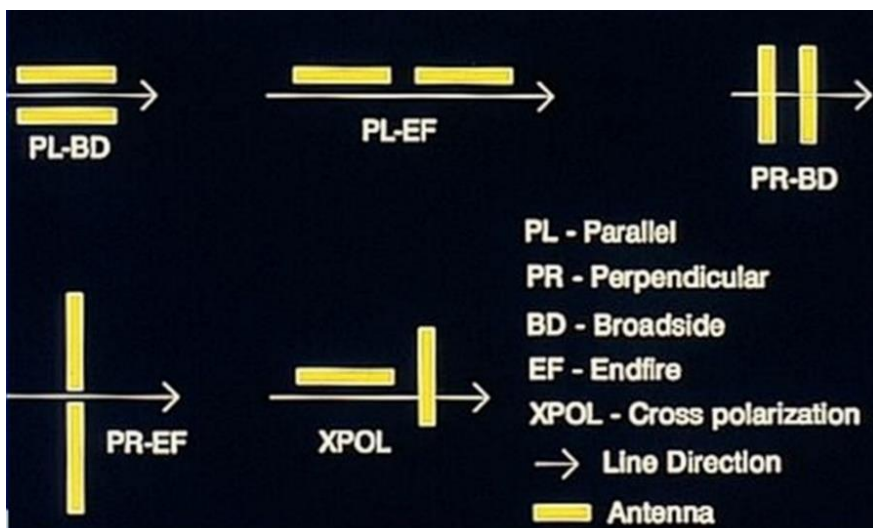 PL-BD
PL-EF
PR-BD
PR-EF
XPOL
PL - Parallel
PR - Perpendicular
BD - Broadside
EF - Endfire
XPOL - Cross polarization
Line Direction
Antenna